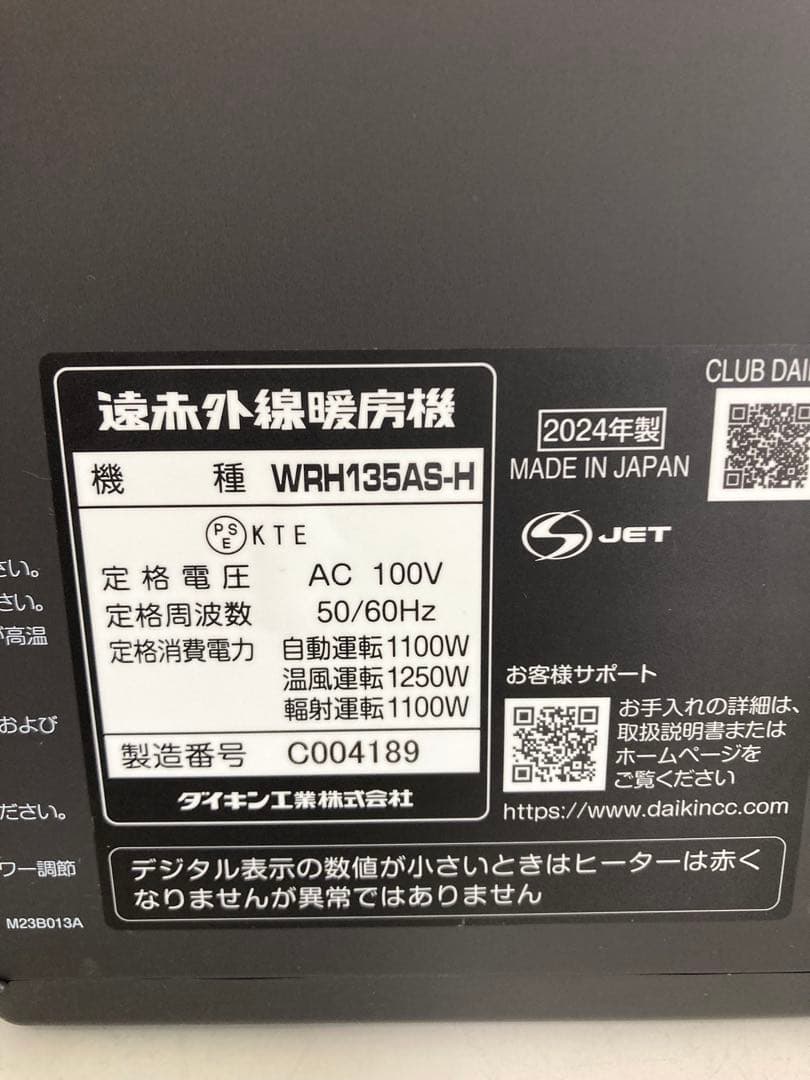 遠赤外線暖房機
機 種 WRH135AS-H
PSE KTE
定格電圧 AC 100V
定格周波数 50/60Hz
定格消費電力 自動運転1100W
温風運転1250W
輻射運転1100W
製造番号 C004189
ダイキン工業株式会社
CLUB DAI
2024年製
MADE IN JAPAN
JET
お客様サポート
お手入れの詳細は、
取扱説明書または
ホームページを
ご覧ください
https://www.daikincc.com
さい。
さい。
が高温
および
ださい。
ワー調節
M23B013A
デジタル表示の数値が小さいときはヒーターは赤く
なりませんが異常ではありません